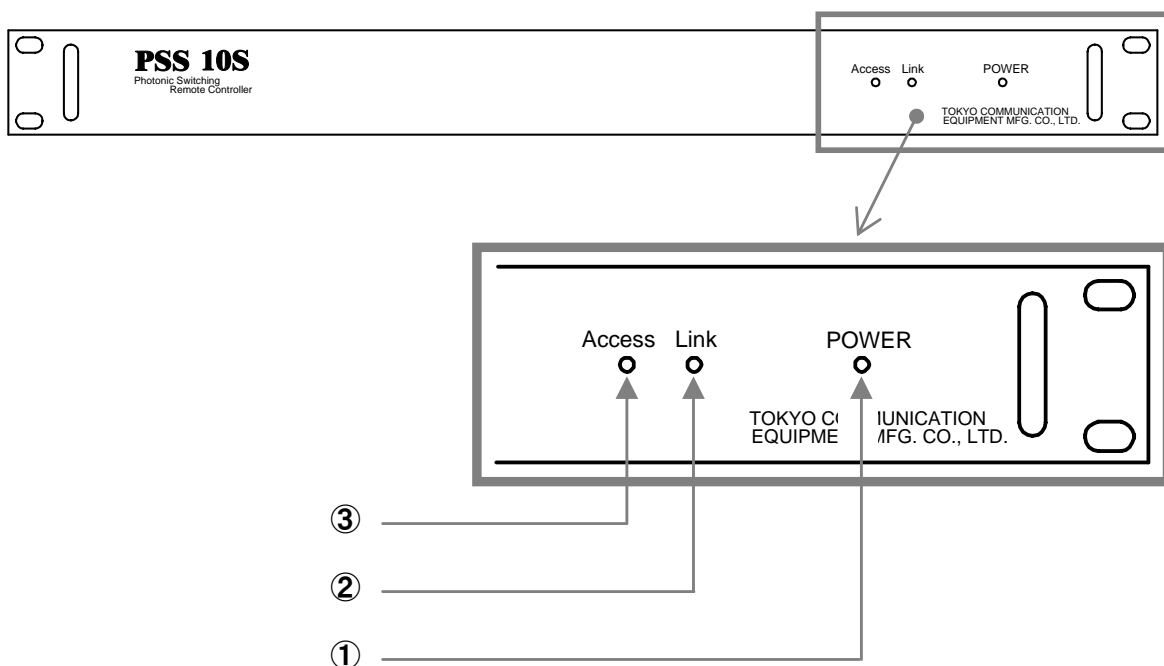 PSS 10S
Photonic Switching
Remote Controller
Access Link POWER
TOKYO COMMUNICATION
EQUIPMENT MFG. CO., LTD.
Access Link POWER
TOKYO CO UNICATION
EQUIPME MFG. CO., LTD.
③
②
①